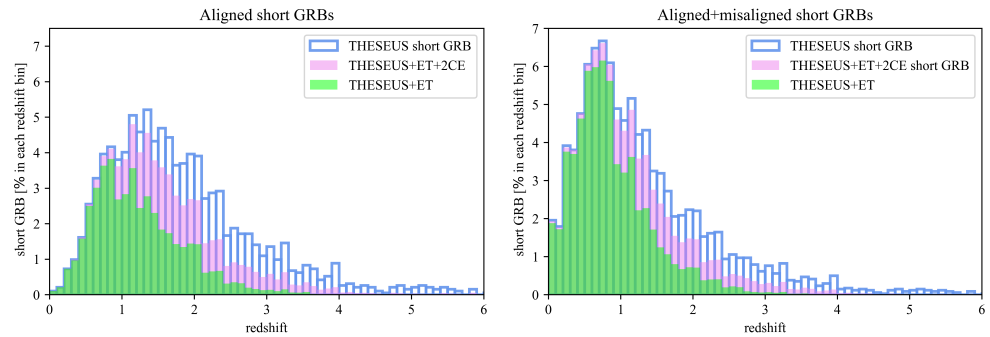 Aligned short GRBs
short GRB [% in each redshift bin]
7
6
5
4
3
2
1
0
THESEUS short GRB
THESEUS+ET+2CE
THESEUS+ET
0 1 2 3 4 5 6
redshift
Aligned+misaligned short GRBs
short GRB [% in each redshift bin]
7
6
5
4
3
2
1
0
THESEUS short GRB
THESEUS+ET+2CE short GRB
THESEUS+ET
0 1 2 3 4 5 6
redshift